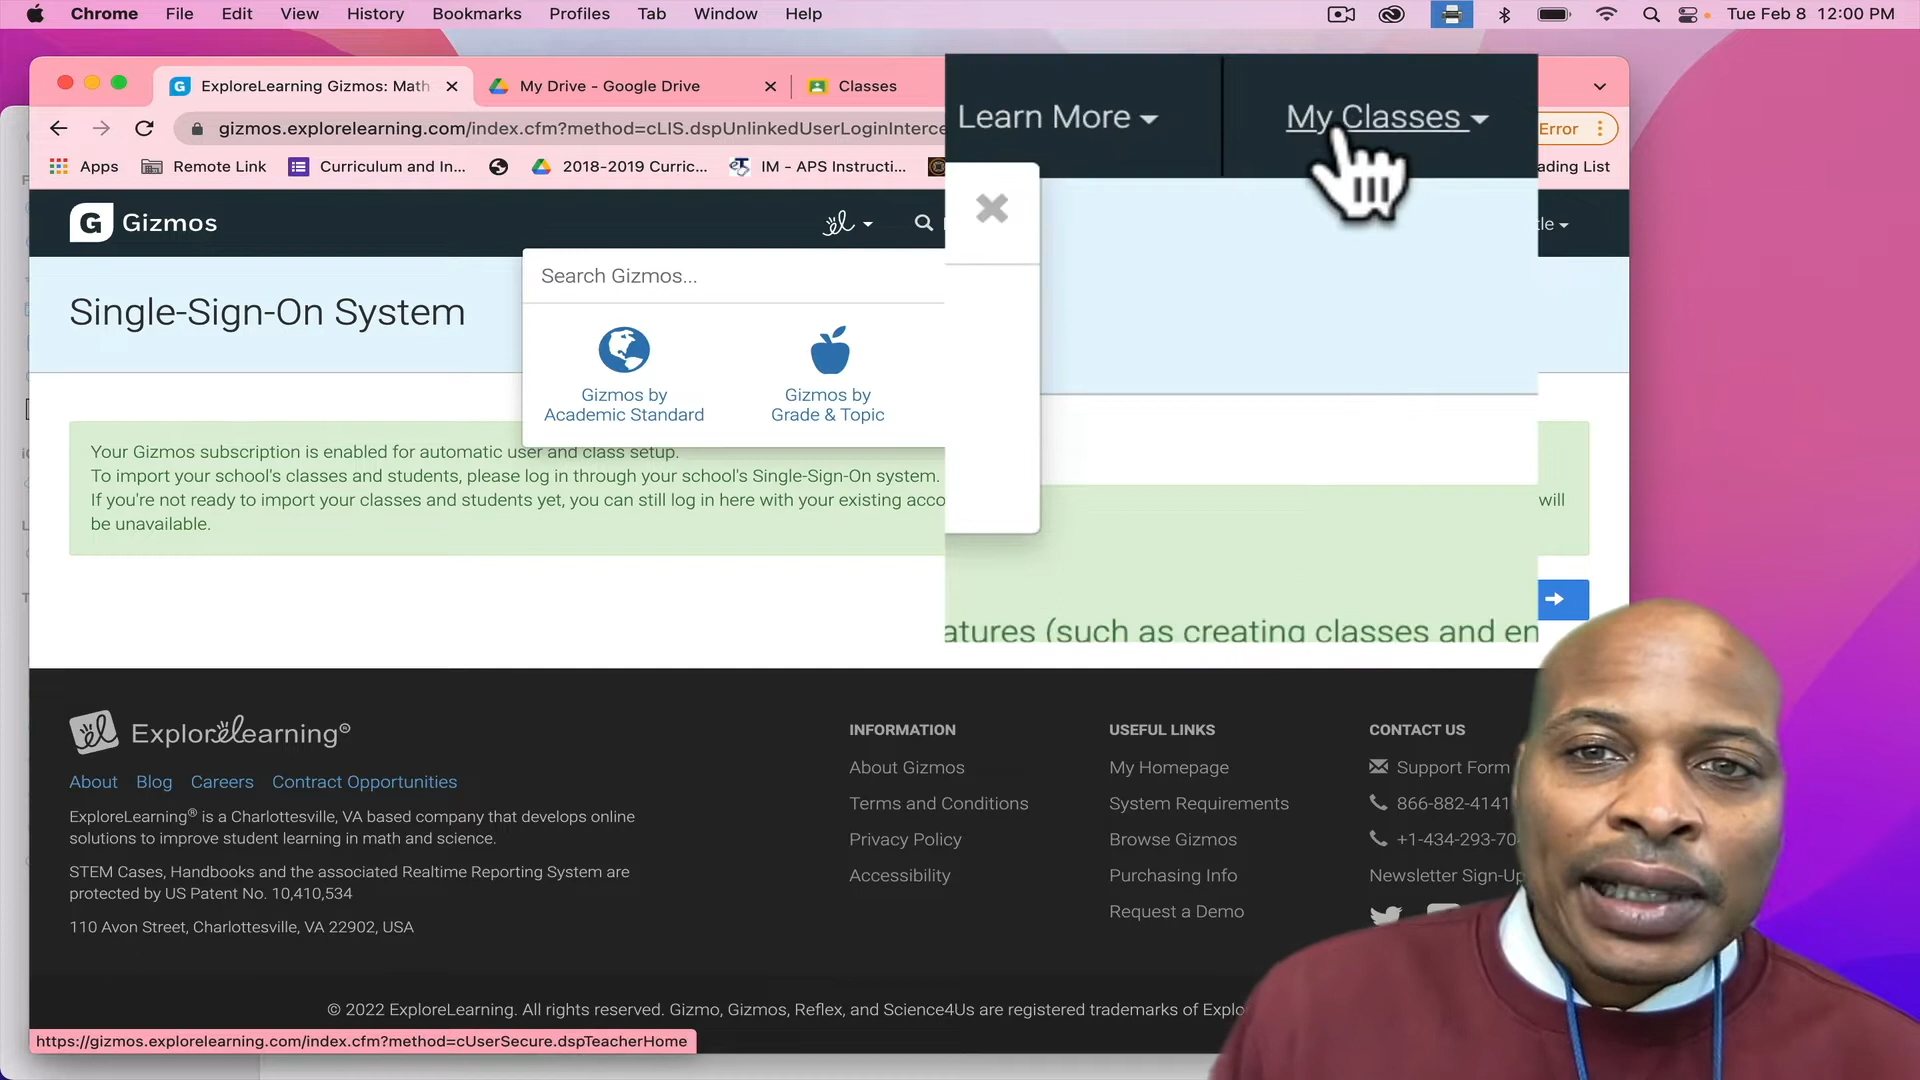 Chrome File Edit View History Bookmarks Profiles Tab Window Help Tue Feb 8 12:00 PM
ExploreLearning Gizmos: Math
My Drive - Google Drive
Classes
gizmos.explorelearning.com/index.cfm?method=cLIS.dspUnlinkedUserLoginInterce
Error
Apps Remote Link Curriculum and In... 2018-2019 Curric... IM - APS Instructi... ading List
Learn More
My Classes
G Gizmos
Search Gizmos...
Single-Sign-On System
Gizmos by
Academic Standard
Gizmos by
Grade & Topic
Your Gizmos subscription is enabled for automatic user and class setup.
To import your school's classes and students, please log in through your school's Single-Sign-On system.
If you're not ready to import your classes and students yet, you can still log in here with your existing acco
will
be unavailable.
atures (such as creating classes and en
ExploreLearning®
About Blog Careers Contract Opportunities
ExploreLearning® is a Charlottesville, VA based company that develops online
solutions to improve student learning in math and science.
STEM Cases, Handbooks and the associated Realtime Reporting System are
protected by US Patent No. 10,410,534
110 Avon Street, Charlottesville, VA 22902, USA
INFORMATION
About Gizmos
Terms and Conditions
Privacy Policy
Accessibility
USEFUL LINKS
My Homepage
System Requirements
Browse Gizmos
Purchasing Info
Request a Demo
CONTACT US
Support Form
866-882-4141
+1-434-293-70
Newsletter Sign-Up
© 2022 ExploreLearning. All rights reserved. Gizmo, Gizmos, Reflex, and Science4Us are registered trademarks of Explo
https://gizmos.explorelearning.com/index.cfm?method=cUserSecure.dspTeacherHome